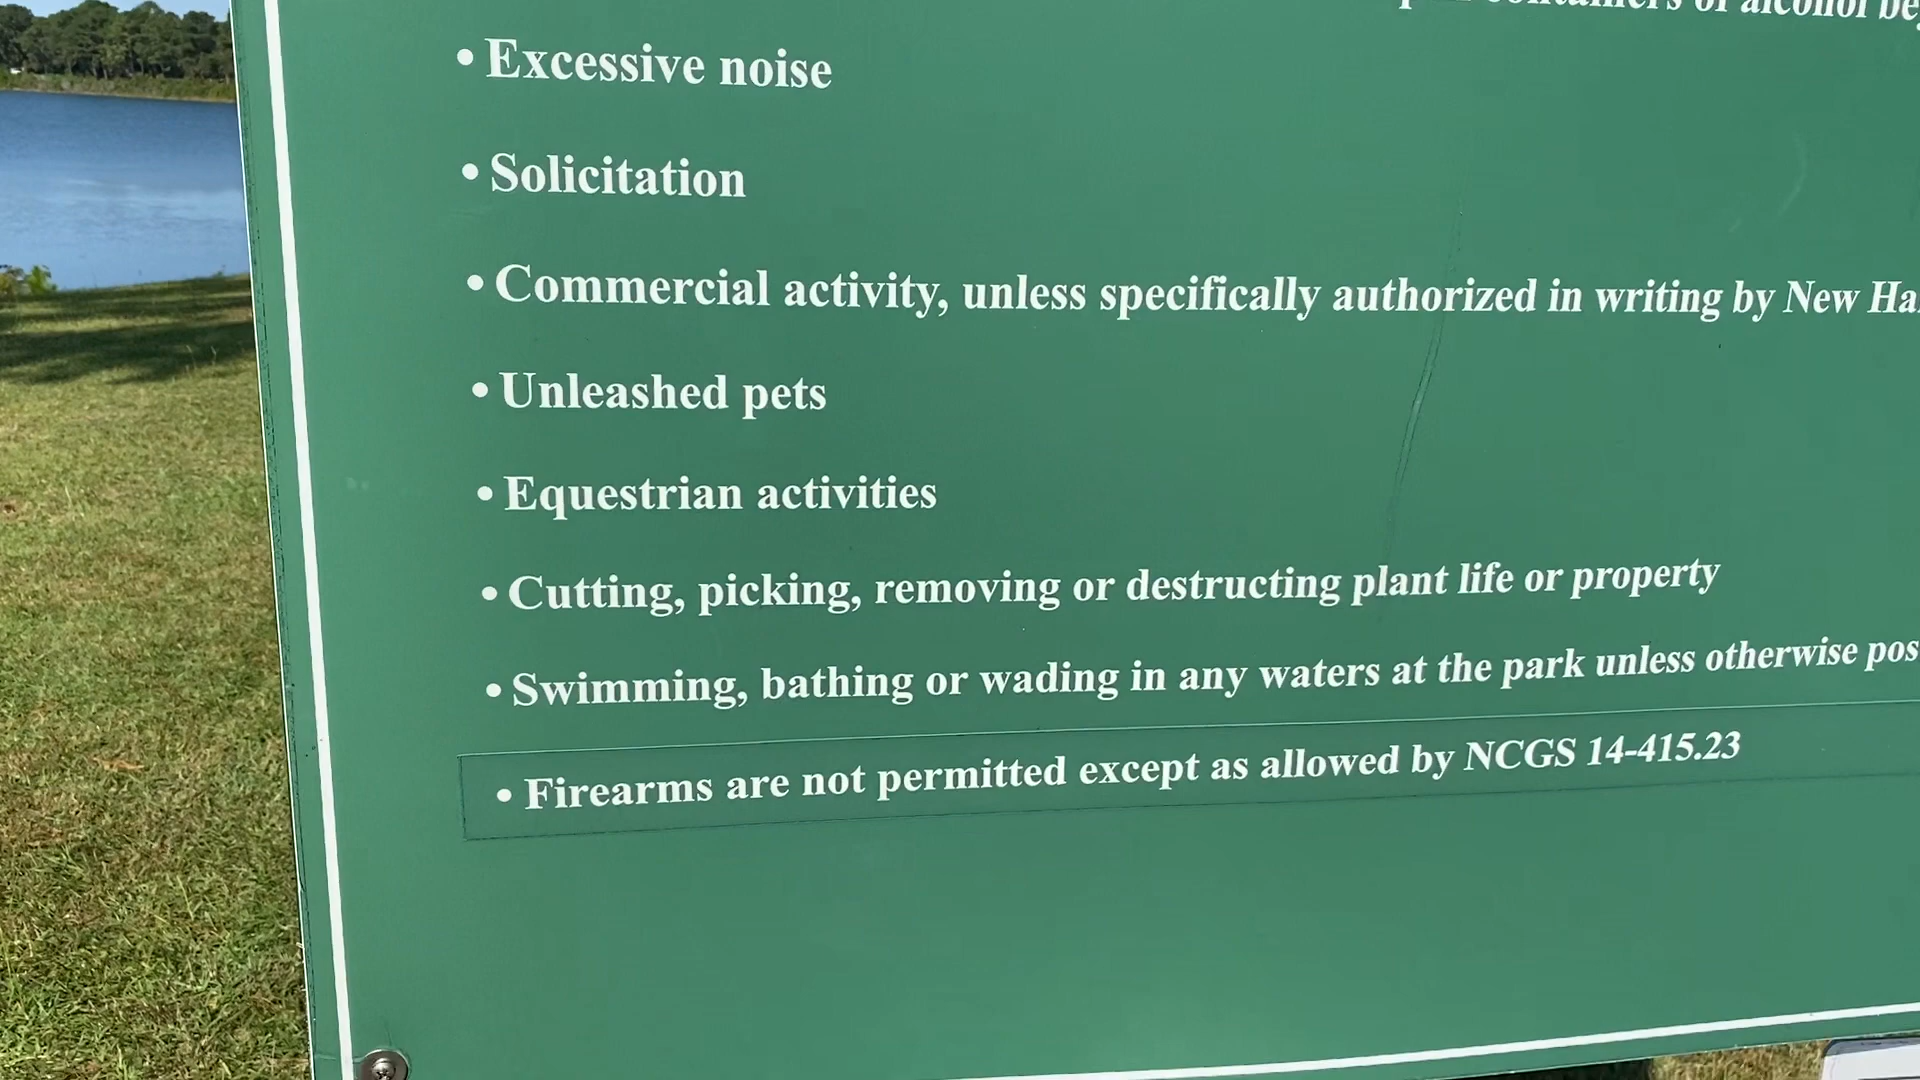 of alcohol
• Excessive noise
• Solicitation
• Commercial activity, unless specifically authorized in writing by New
• Unleashed pets
• Equestrian activities
• Cutting, picking, removing or destructing plant life or property
• Swimming, bathing or wading in any waters at the park unless otherwise
• Firearms are not permitted except as allowed by NCGS 14-415.23